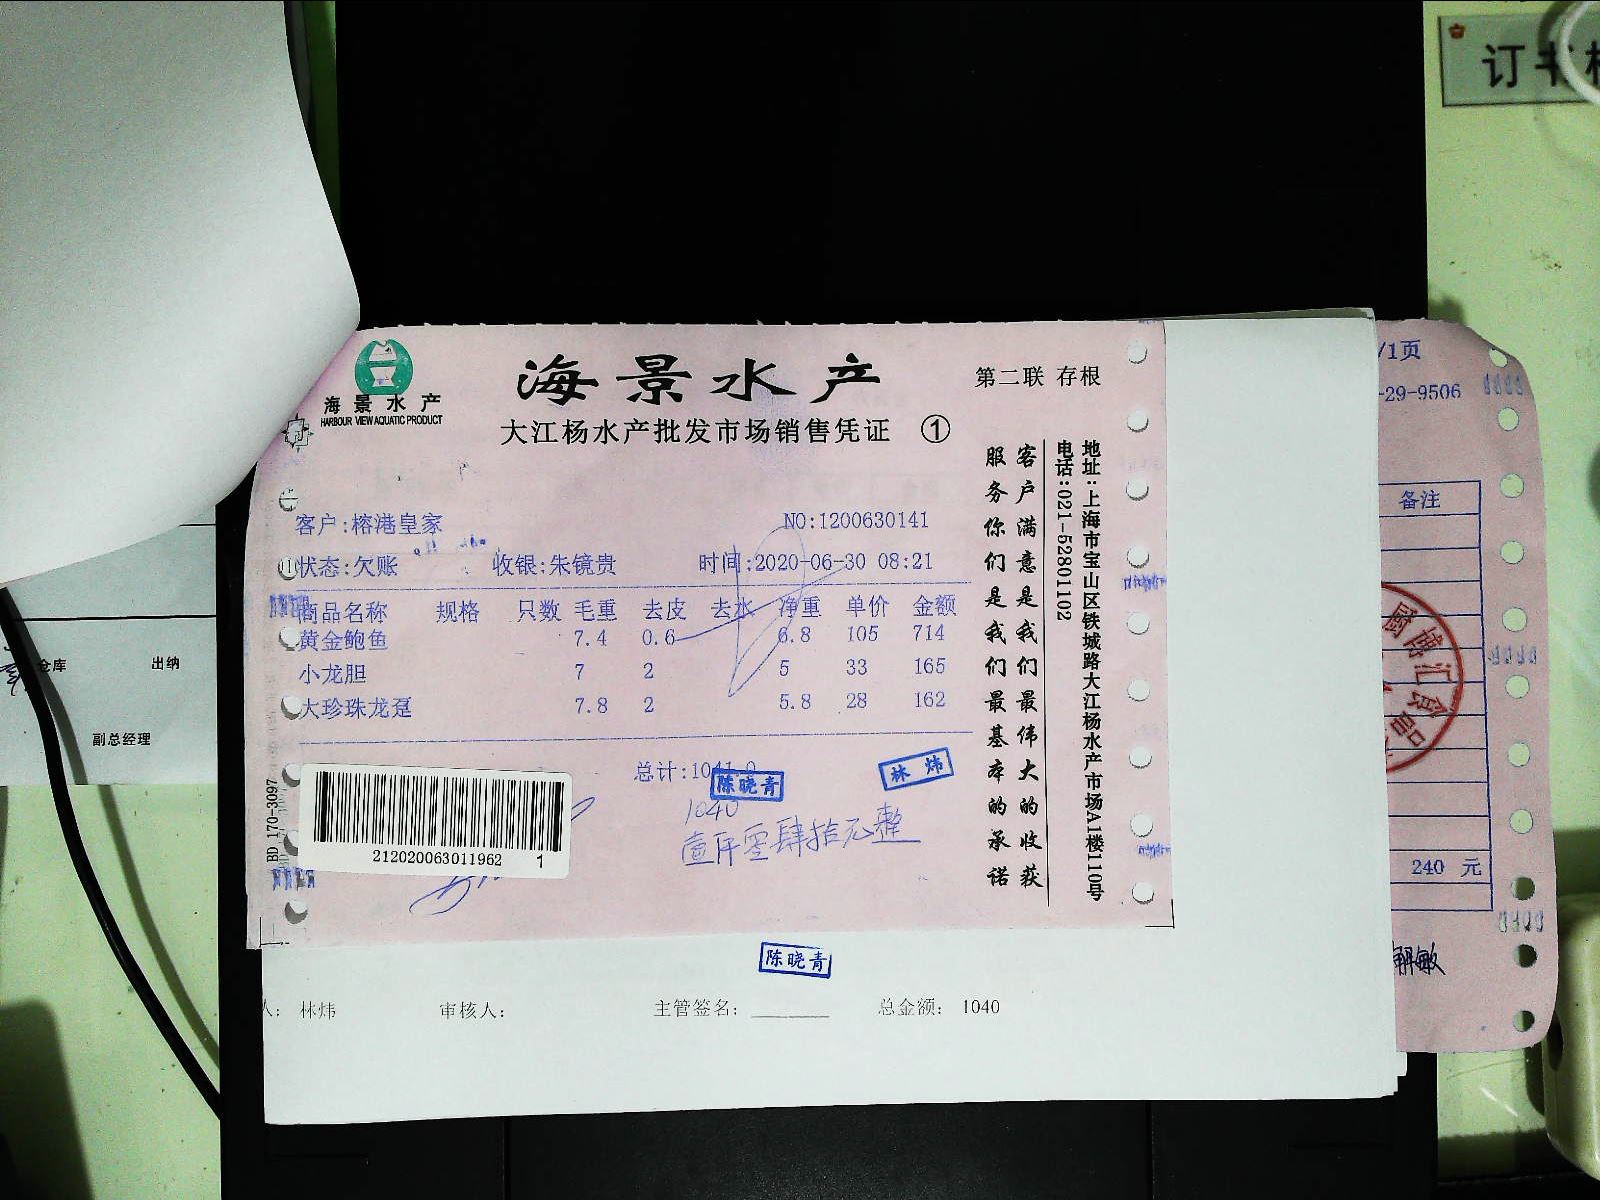 订书
海景水产
HARBOUR VIEW AQUATIC PRODUCT
海景水产
第二联 存根
大江杨水产批发市场销售凭证 ①
客户:榕港皇家
NO:1200630141
状态:欠账 收银:朱镜贵 时间:2020-06-30 08:21
商品名称 规格 只数 毛重 去皮 去水 净重 单价 金额
黄金鲍鱼 7.4 0.6 6.8 105 714
小龙胆 7 2 5 33 165
大珍珠龙趸 7.8 2 5.8 28 162
总计:1041.0
陈晓青
林炜
1040
壹仟零肆拾元整
212020063011962 1
BD 170-3097
客户满意是我们最伟大的收获
服务你们是我们最基本的承诺
地址:上海市宝山区铁城路大江杨水产市场A1楼110号
电话:021-52801102
陈晓青
人: 林炜 审核人: 主管签名: 总金额: 1040
仓库 出纳
副总经理
/1页
-29-9506
备注
博汇食品
240 元